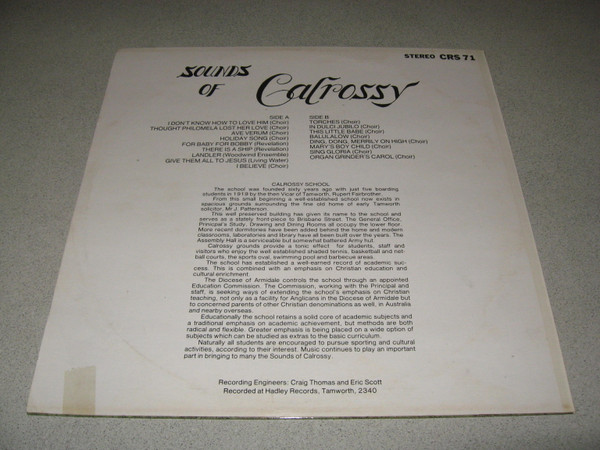 STEREO CRS 71
SOUNDS
OF Calrossy
SIDE A
I DON'T KNOW HOW TO LOVE HIM (Choir)
THOUGHT PHILOMELA LOST HER LOVE (Choir)
AVE VERUM (Choir)
HOLIDAY SONG (Choir)
FOR BABY FOR BOBBY (Revelation)
THERE IS A SHIP (Revelation)
LANDLER (Woodwind Ensemble)
GIVE THEM ALL TO JESUS (Living Water)
I BELIEVE (Choir)
SIDE B
TORCHES (Choir)
IN DULCI JUBILO (Choir)
THIS LITTLE BABE (Choir)
BALULALOW (Choir)
DING, DONG, MERRILY ON HIGH (Choir)
MARY'S BOY CHILD (Choir)
SING GLORIA (Choir)
ORGAN GRINDER'S CAROL (Choir)
CALROSSY SCHOOL
The school was founded sixty years ago with just five boarding
students in 1919 by the then Vicar of Tamworth, Rupert Fairbrother.
From this small beginning a well-established school now exists in
spacious grounds surrounding the fine old home of early Tamworth
solicitor, Mr J. Patterson.
This well preserved building has given its name to the school and
serves as a stately front-piece to Brisbane Street. The General Office,
Principal's Study, Drawing and Dining Rooms all occupy the lower floor.
More recent dormitories have been added behind the home and modern
classrooms, laboratories and library have all been built over the years. The
Assembly Hall is a serviceable but somewhat battered Army hut.
Calrossy grounds provide a tonic effect for students, staff and
visitors who enjoy the well established shaded tennis, basketball and net-
ball courts, the sports oval, swimming pool and barbecue areas.
The school has established a well-earned record of academic suc-
cess. This is combined with an emphasis on Christian education and
cultural enrichment.
The Diocese of Armidale controls the school through an appointed
Education Commission. The Commission, working with the Principal and
staff, is seeking ways of extending the school's emphasis on Christian
teaching, not only as a facility for Anglicans in the Diocese of Armidale but
to concerned parents of other Christian denominations as well, in Australia
and nearby overseas.
Educationally the school retains a solid core of academic subjects and
a traditional emphasis on academic achievement, but methods are both
radical and flexible. Greater emphasis is being placed on a wide option of
subjects which can be studied as extras to the basic curriculum.
Naturally all students are encouraged to pursue sporting and cultural
activities, according to their interest. Music continues to play an important
part in bringing to many the Sounds of Calrossy.
Recording Engineers: Craig Thomas and Eric Scott
Recorded at Hadley Records, Tamworth, 2340